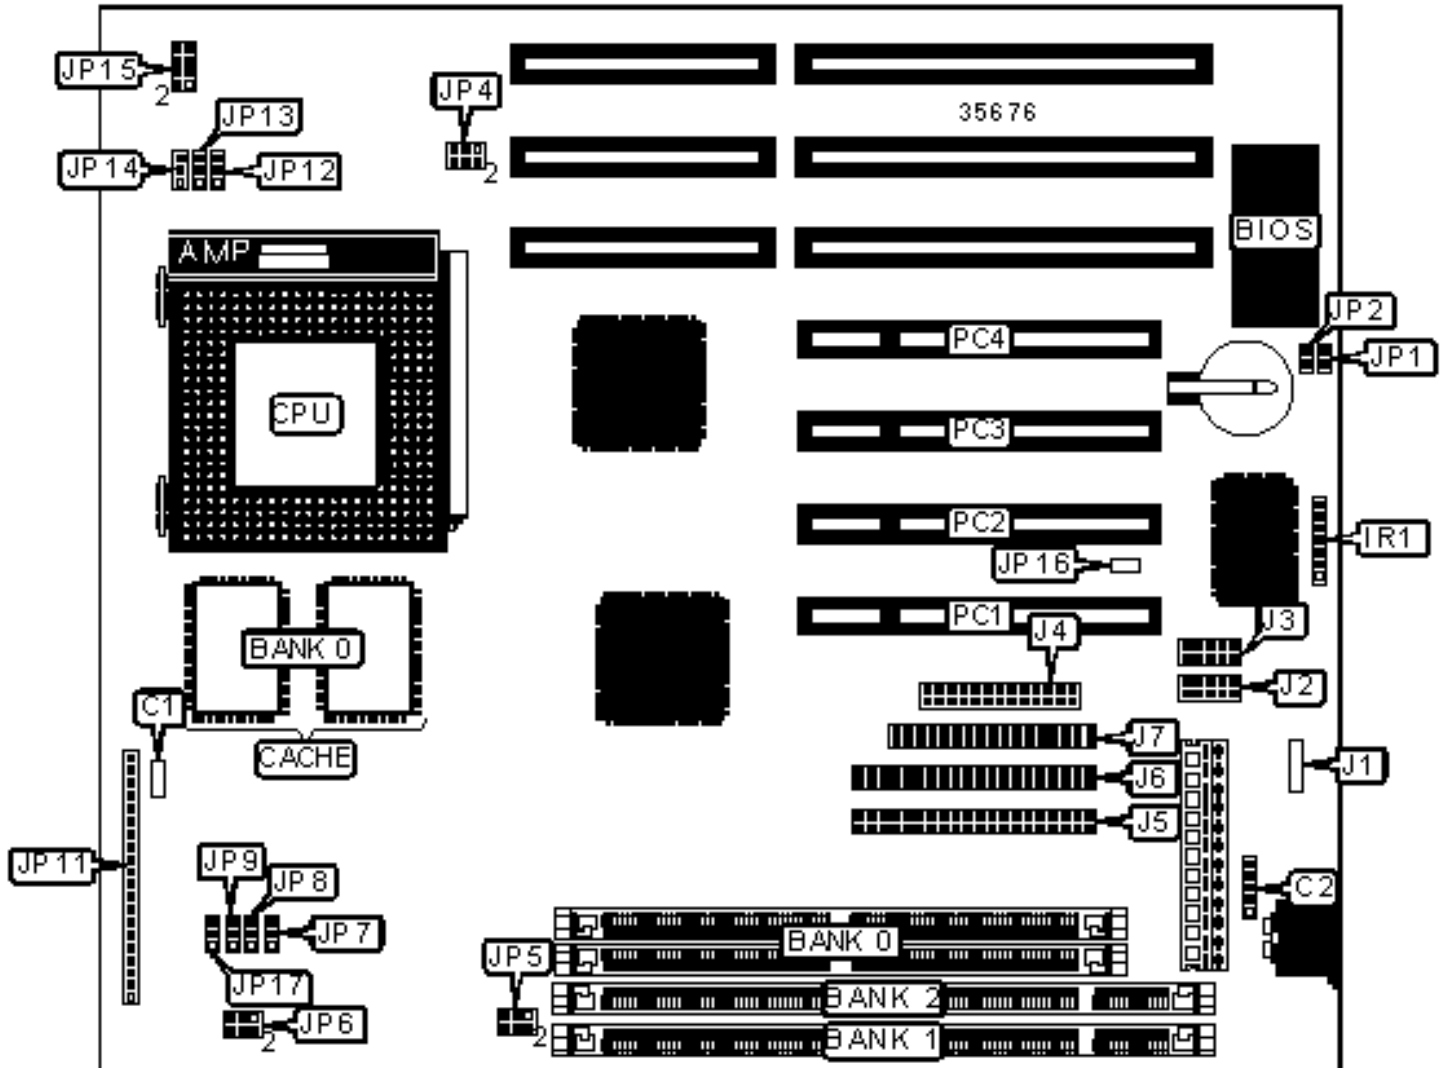 JP15
2
JP4
JP13
35676
JP14
JP12
2
BIOS
AMP
JP2
PC4
JP1
CPU
PC3
PC2
IR1
JP16
PC1
J3
J4
BANK 0
J2
C1
J7
CACHE
J6
J1
J5
JP11
JP9
JP8
C2
JP7
BANK 0
JP5
JP17
BANK 2
JP6
2
2
BANK 1